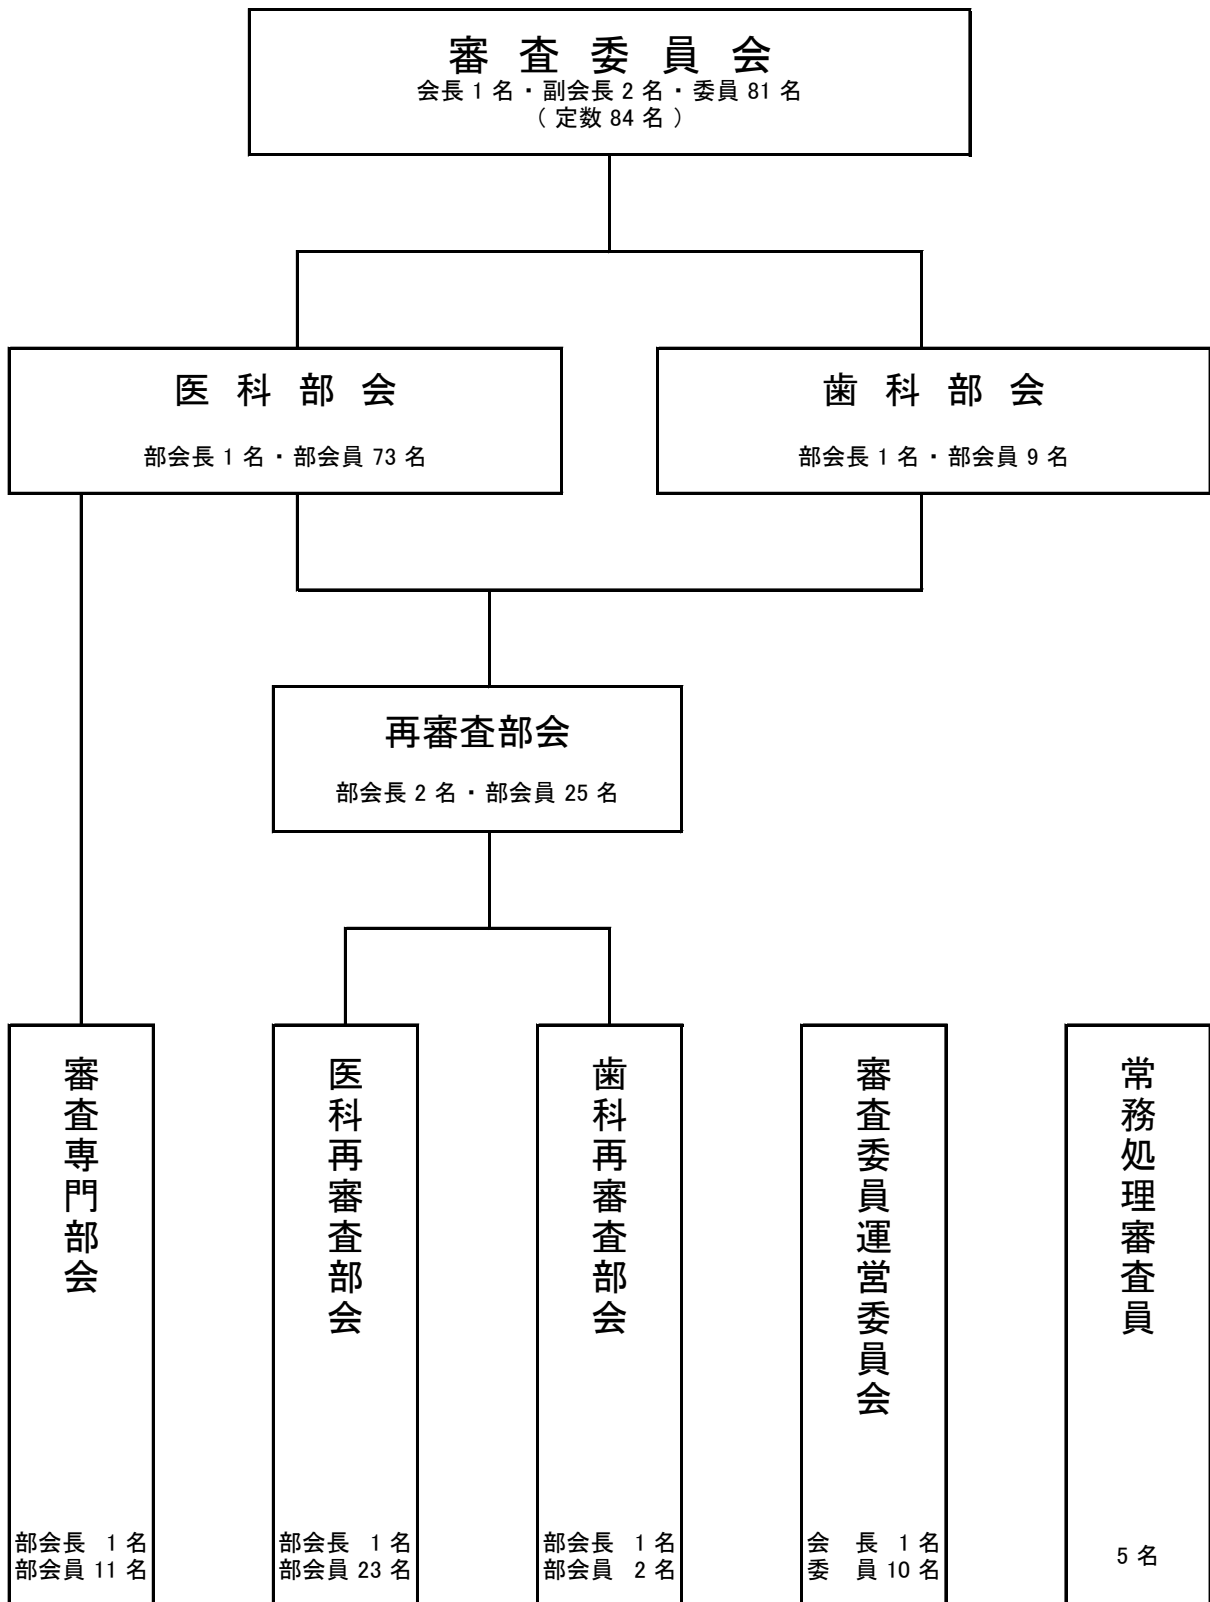 審査委員会
会長 1 名・副会長 2 名・委員 81 名
（ 定数 84 名 ）
医科部会
部会長 1 名・部会員 73 名
歯科部会
部会長 1 名・部会員 9 名
再審査部会
部会長 2 名・部会員 25 名
審査専門部会
部会長 1 名
部会員 11 名
医科再審査部会
部会長 1 名
部会員 23 名
歯科再審査部会
部会長 1 名
部会員 2 名
審査委員運営委員会
会 長 1 名
委 員 10 名
常務処理審査員
5 名